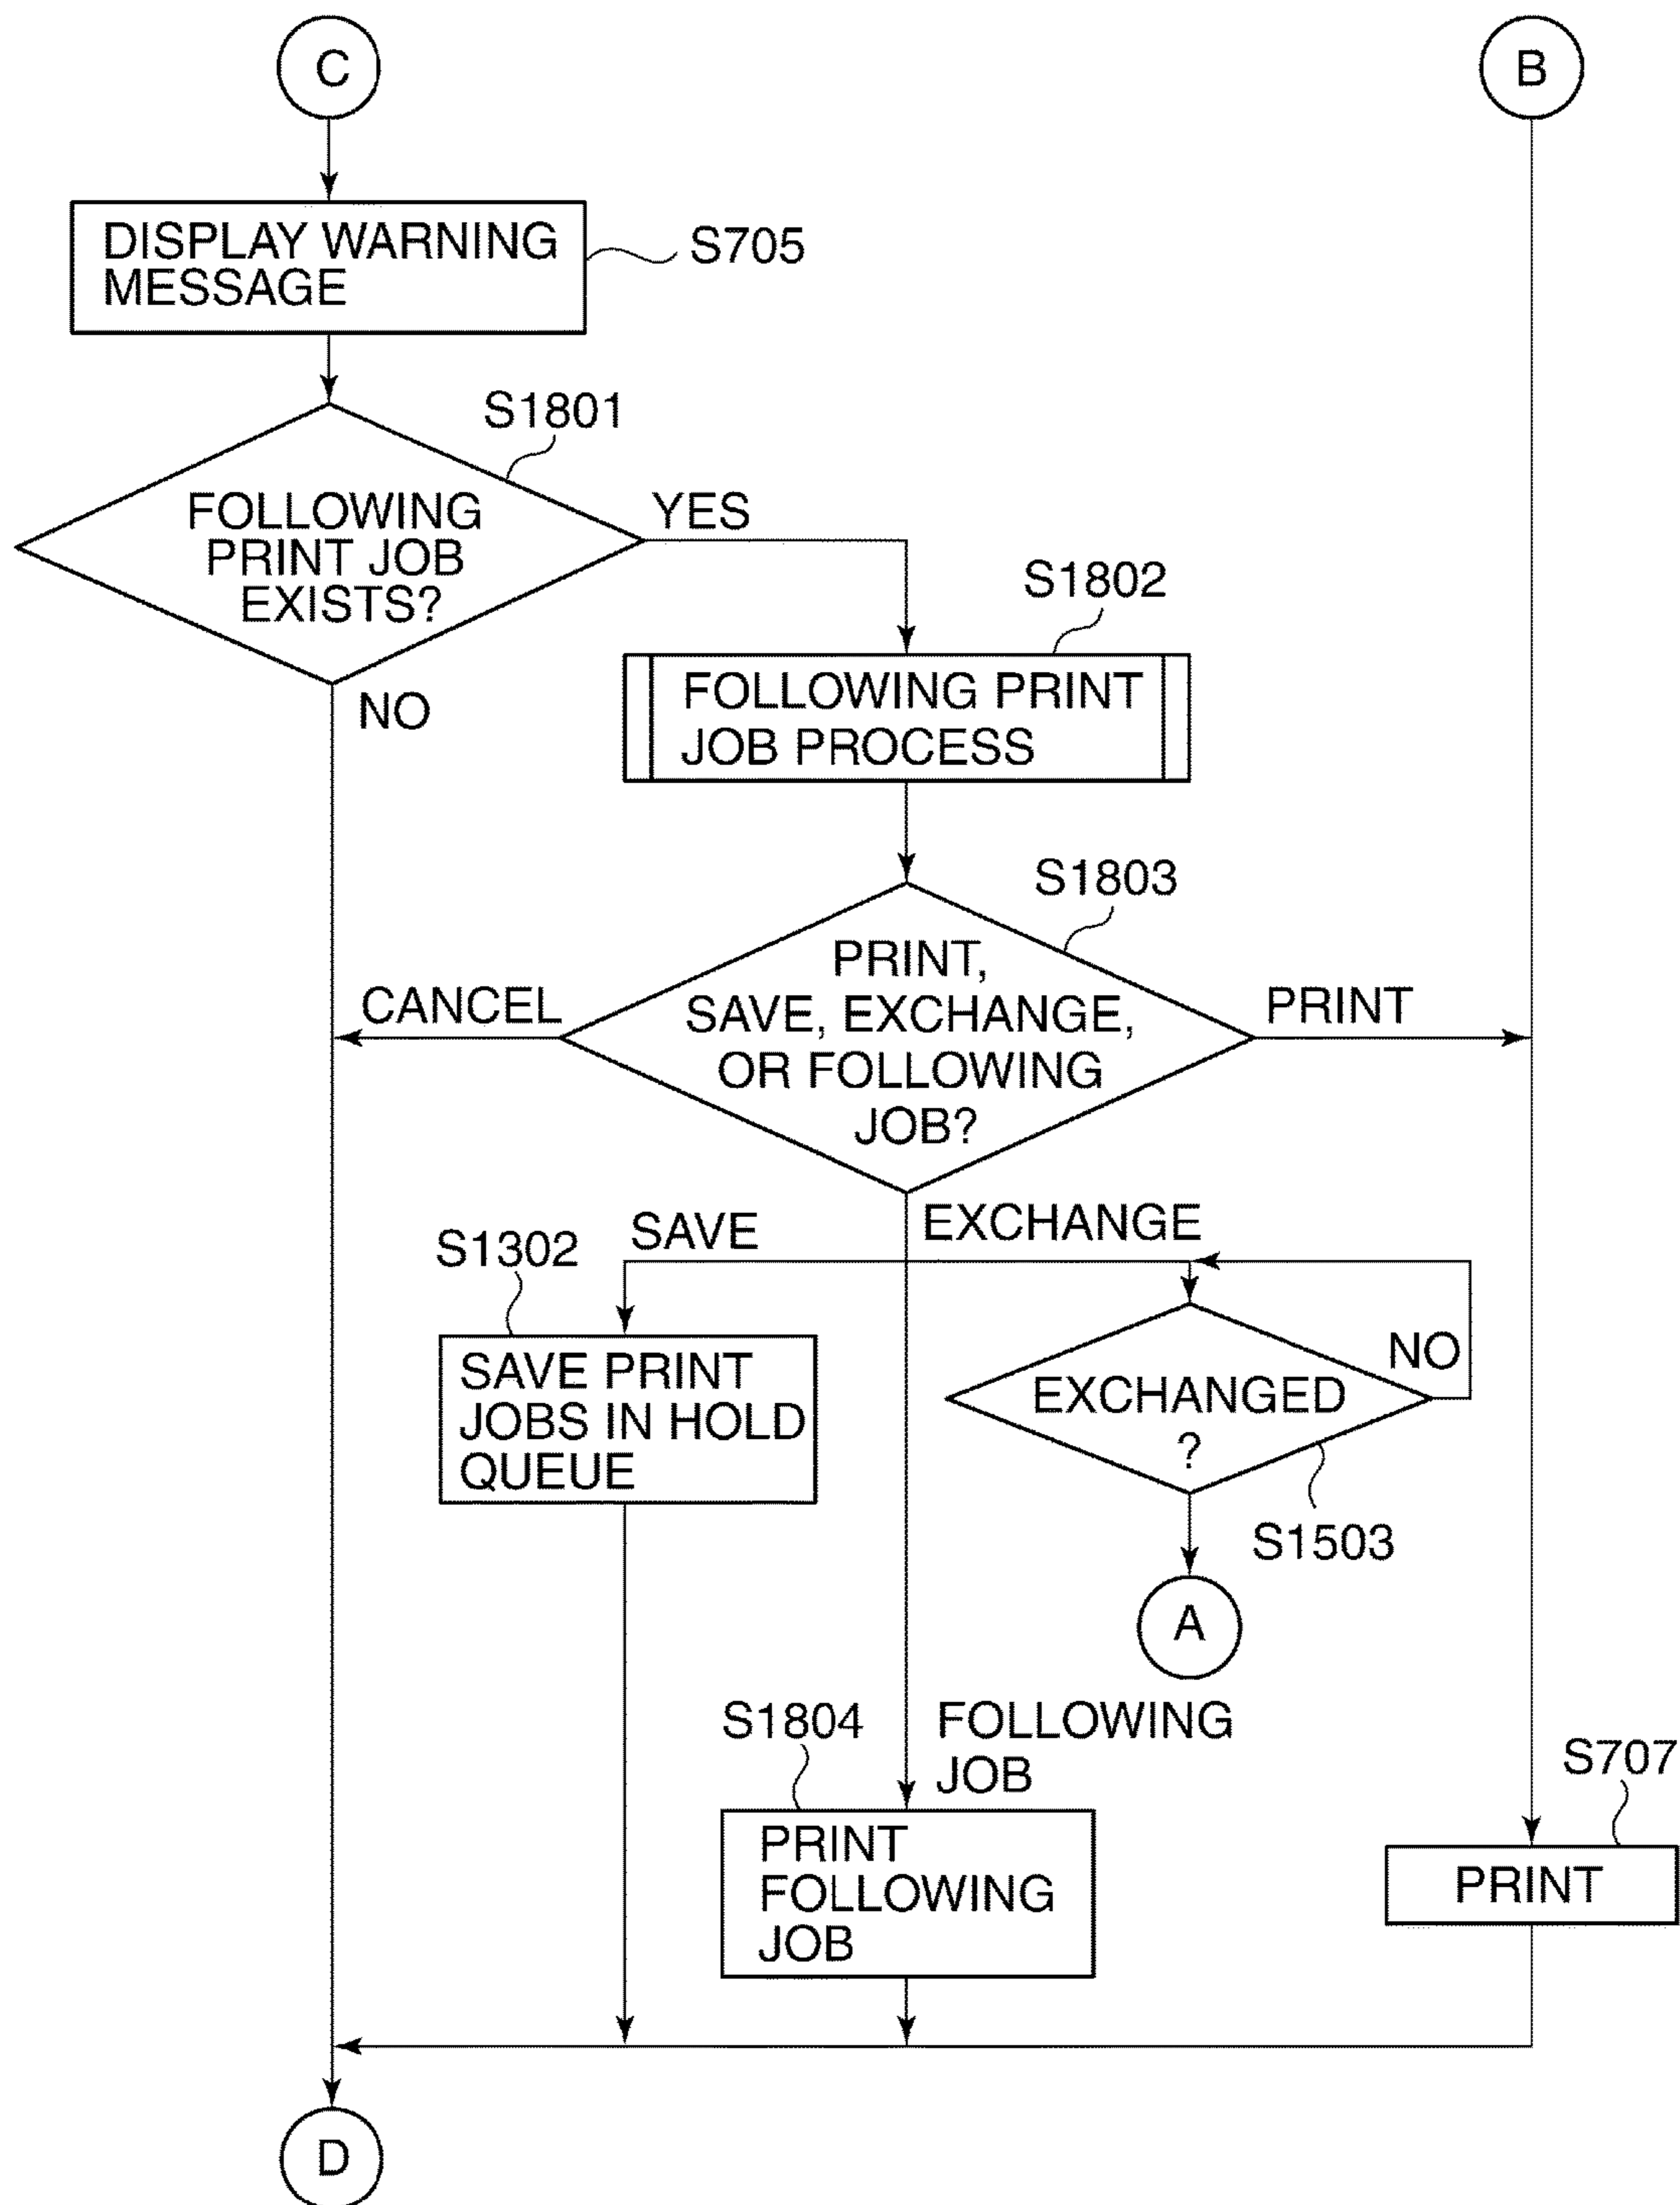 C
B
DISPLAY WARNING
MESSAGE
S705
S1801
FOLLOWING
PRINT JOB
EXISTS?
YES
NO
S1802
FOLLOWING PRINT
JOB PROCESS
S1803
PRINT,
SAVE, EXCHANGE,
OR FOLLOWING
JOB?
CANCEL
PRINT
SAVE
EXCHANGE
S1302
SAVE PRINT
JOBS IN HOLD
QUEUE
EXCHANGED
?
NO
S1503
A
S1804
FOLLOWING
JOB
PRINT
FOLLOWING
JOB
S707
PRINT
D